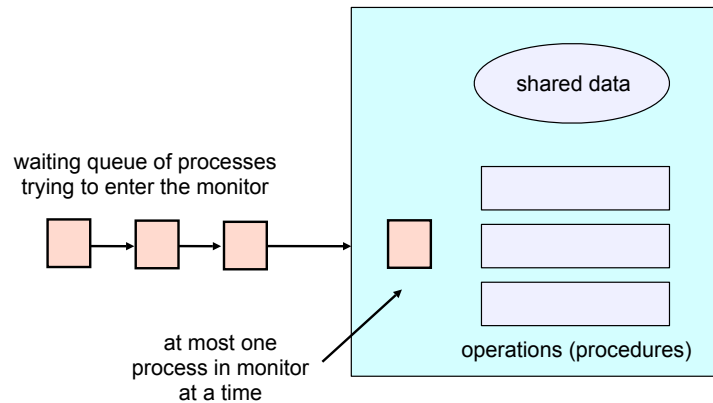 shared data
waiting queue of processes
trying to enter the monitor
at most one
process in monitor
at a time
operations (procedures)